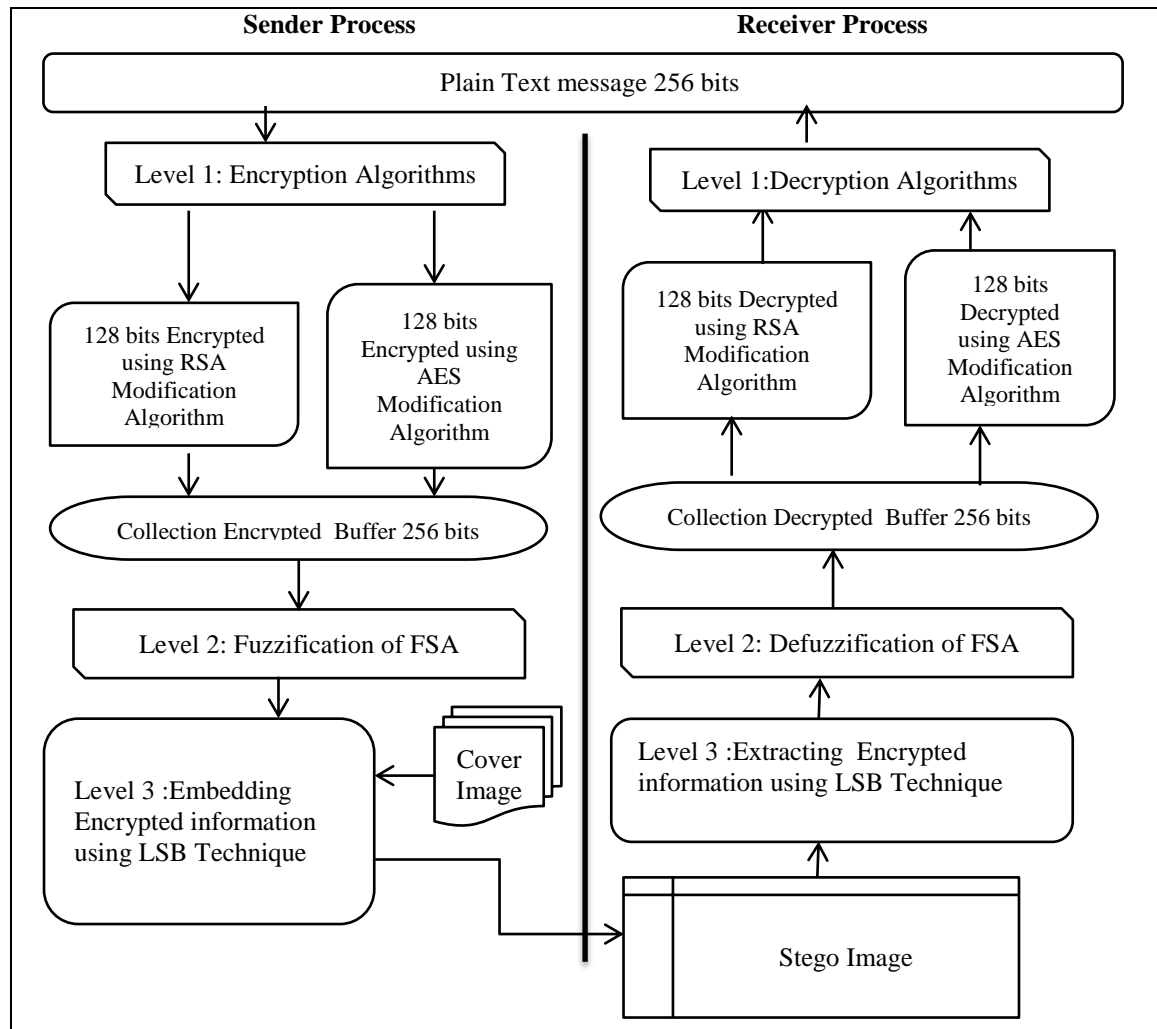 Sender Process
Receiver Process
Plain Text message 256 bits
Level 1: Encryption Algorithms
128 bits Encrypted
using RSA
Modification
Algorithm
128 bits
Encrypted using
AES
Modification
Algorithm
Collection Encrypted Buffer 256 bits
Level 2: Fuzzification of FSA
Cover
Image
Level 3 :Embedding
Encrypted information
using LSB Technique
Level 1:Decryption Algorithms
128 bits Decrypted
using RSA
Modification
Algorithm
128 bits
Decrypted
using AES
Modification
Algorithm
Collection Decrypted Buffer 256 bits
Level 2: Defuzzification of FSA
Level 3 :Extracting Encrypted
information using LSB Technique
Stego Image